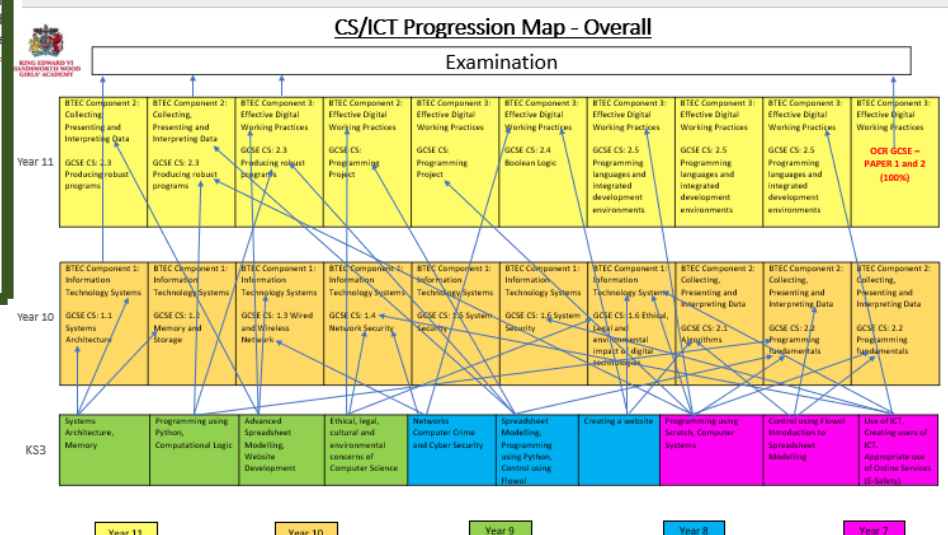 CS/ICT Progression Map - Overall
KING EDWARD VI
HANDSWORTH WOOD
GIRLS' ACADEMY
Examination
Year 11
BTEC Component 2:
Collecting,
Presenting and
Interpreting Data
GCSE CS: 2.3
Producing robust
programs
BTEC Component 2:
Collecting,
Presenting and
Interpreting Data
GCSE CS: 2.3
Producing robust
programs
BTEC Component 3:
Effective Digital
Working Practices
GCSE CS: 2.3
Producing robust
programs
BTEC Component 2:
Effective Digital
Working Practices
GCSE CS:
Programming
Project
BTEC Component 3:
Effective Digital
Working Practices
GCSE CS:
Programming
Project
BTEC Component 3:
Effective Digital
Working Practices
GCSE CS: 2.4
Boolean Logic
BTEC Component 3:
Effective Digital
Working Practices
GCSE CS: 2.5
Programming
languages and
integrated
development
environments
BTEC Component 3:
Effective Digital
Working Practices
GCSE CS: 2.5
Programming
languages and
integrated
development
environments
BTEC Component 3:
Effective Digital
Working Practices
GCSE CS: 2.5
Programming
languages and
integrated
development
environments
BTEC Component 3:
Effective Digital
Working Practices
OCR GCSE –
PAPER 1 and 2
(100%)
Year 10
BTEC Component 1:
Information
Technology Systems
GCSE CS: 1.1
Systems
Architecture
BTEC Component 1:
Information
Technology Systems
GCSE CS: 1.2
Memory and
Storage
BTEC Component 1:
Information
Technology Systems
GCSE CS: 1.3 Wired
and Wireless
Network
BTEC Component 1:
Information
Technology Systems
GCSE CS: 1.4
Network Security
BTEC Component 1:
Information
Technology Systems
GCSE CS: 1.5 System
Security
BTEC Component 1:
Information
Technology Systems
GCSE CS: 1.5 System
Security
BTEC Component 1:
Information
Technology Systems
GCSE CS: 1.6 Ethical,
Legal and
environmental
impact of digital
technologies
BTEC Component 2:
Collecting,
Presenting and
Interpreting Data
GCSE CS: 2.1
Algorithms
BTEC Component 2:
Collecting,
Presenting and
Interpreting Data
GCSE CS: 2.2
Programming
fundamentals
BTEC Component 2:
Collecting,
Presenting and
Interpreting Data
GCSE CS: 2.2
Programming
fundamentals
KS3
Systems
Architecture,
Memory
Programming using
Python,
Computational Logic
Advanced
Spreadsheet
Modelling,
Website
Development
Ethical, legal,
cultural and
environmental
concerns of
Computer Science
Networks
Computer Crime
and Cyber Security
Spreadsheet
Modelling,
Programming
using Python,
Control using
Flowol
Creating a website
Programming using
Scratch, Computer
Systems
Control using Flowol
Introduction to
Spreadsheet
Modelling
Use of ICT,
Creating users of
ICT,
Appropriate use
of Online Services
(E-Safety)
Year 11
Year 10
Year 9
Year 8
Year 7